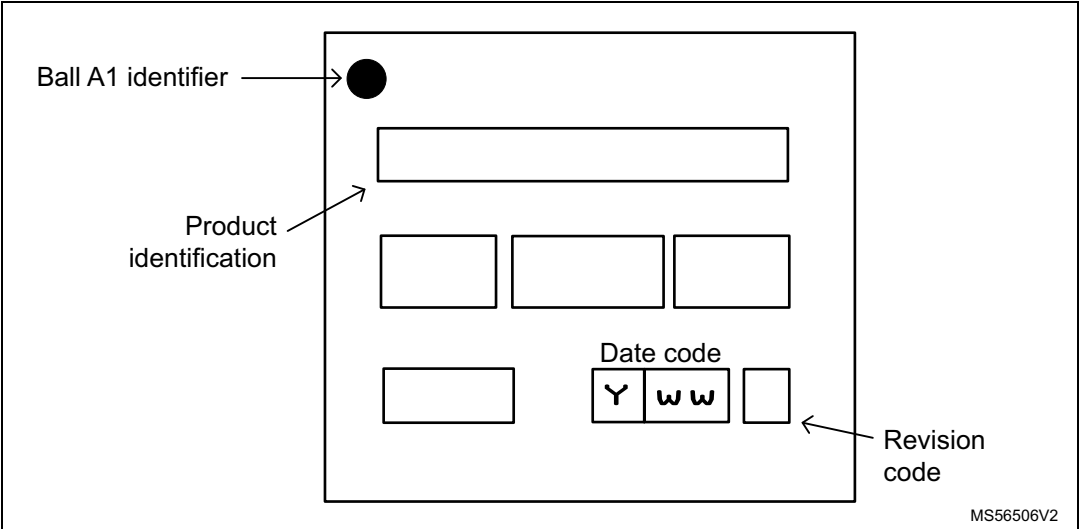 Ball A1 identifier
Product
identification
Date code
Y WW
Revision
code
MS56506V2